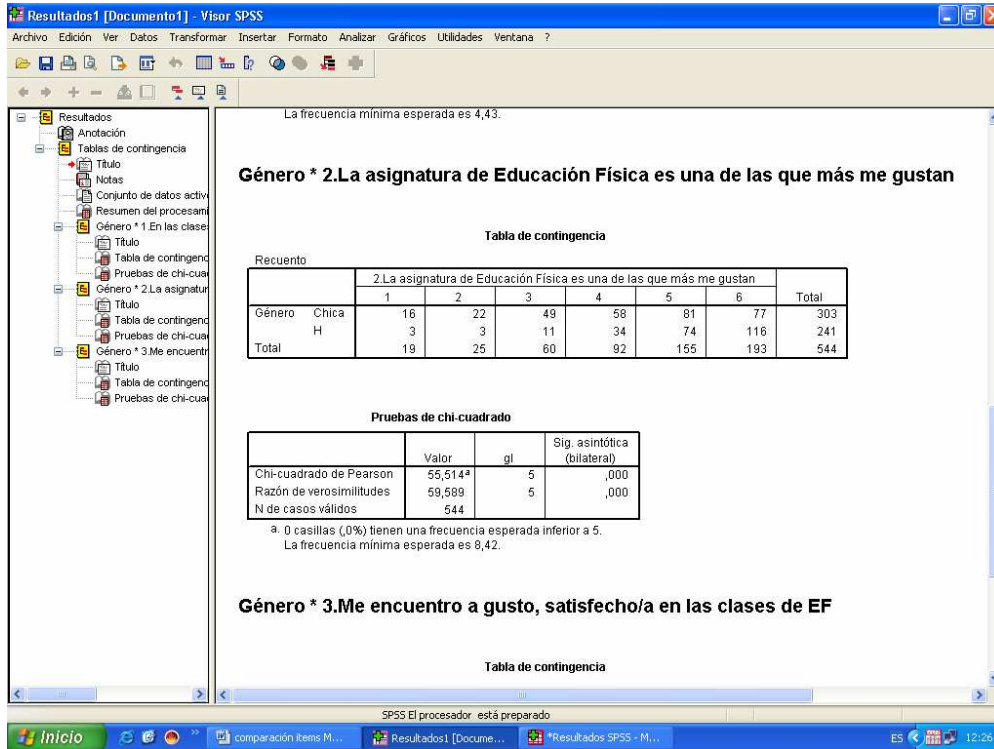 Resultados1 [Documento1] - Visor SPSS
Archivo Edición Ver Datos Transformar Insertar Formato Analizar Gráficos Utilidades Ventana ?
Resultados
Anotación
Tablas de contingencia
Título
Notas
Conjunto de datos activo
Resumen del procesami
Género * 1.En las clase
Título
Tabla de contingenc
Pruebas de chi-cua
Género * 2.La asignatur
Título
Tabla de contingenc
Pruebas de chi-cua
Género * 3.Me encuentr
Título
Tabla de contingenc
Pruebas de chi-cua
La frecuencia mínima esperada es 4,43.
Género * 2.La asignatura de Educación Física es una de las que más me gustan
Tabla de contingencia
Recuento
2.La asignatura de Educación Física es una de las que más me gustan
1 2 3 4 5 6 Total
Género Chica 16 22 49 58 81 77 303
H 3 3 11 34 74 116 241
Total 19 25 60 92 155 193 544
Pruebas de chi-cuadrado
Valor gl Sig. asintótica (bilateral)
Chi-cuadrado de Pearson 55,514a 5 ,000
Razón de verosimilitudes 59,589 5 ,000
N de casos válidos 544
a. 0 casillas (,0%) tienen una frecuencia esperada inferior a 5.
La frecuencia mínima esperada es 8,42.
Género * 3.Me encuentro a gusto, satisfecho/a en las clases de EF
Tabla de contingencia
SPSS El procesador está preparado
Inicio
comparación items M...
Resultados1 [Docume...
*Resultados SPSS - M...
ES
12:26